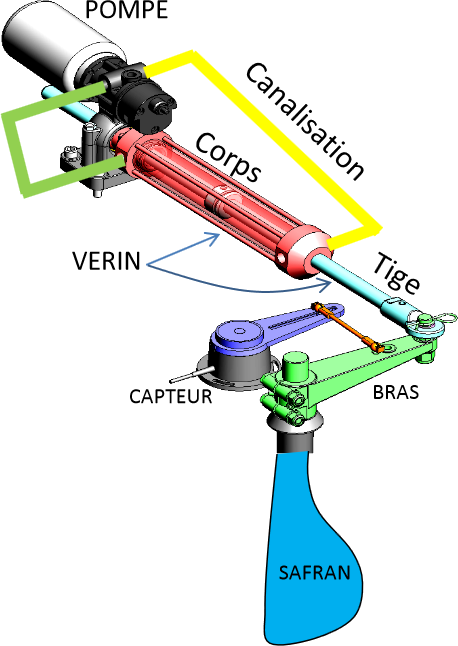 POMPE
Canalisation
Corps
VERIN
Tige
CAPTEUR
BRAS
SAFRAN